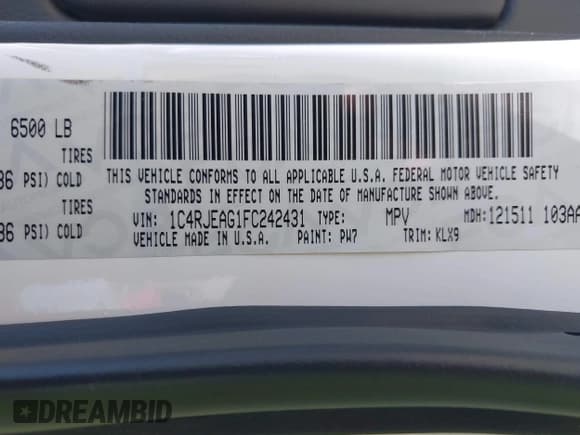 6500 LB
TIRES
THIS VEHICLE CONFORMS TO ALL APPLICABLE U.S.A. FEDERAL MOTOR VEHICLE SAFETY
36 PSI) COLD
STANDARDS IN EFFECT ON THE DATE OF MANUFACTURE SHOWN ABOVE.
TIRES
VIN: 1C4RJEAG1FC242431 TYPE: MPV MDH: 121511 103AA
36 PSI) COLD
VEHICLE MADE IN U.S.A. PAINT: PW7 TRIM: KLX9
DREAMBID